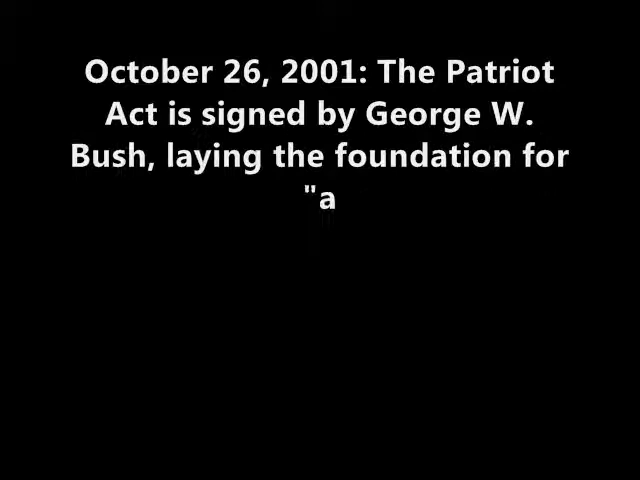 October 26, 2001: The Patriot
Act is signed by George W.
Bush, laying the foundation for
"a